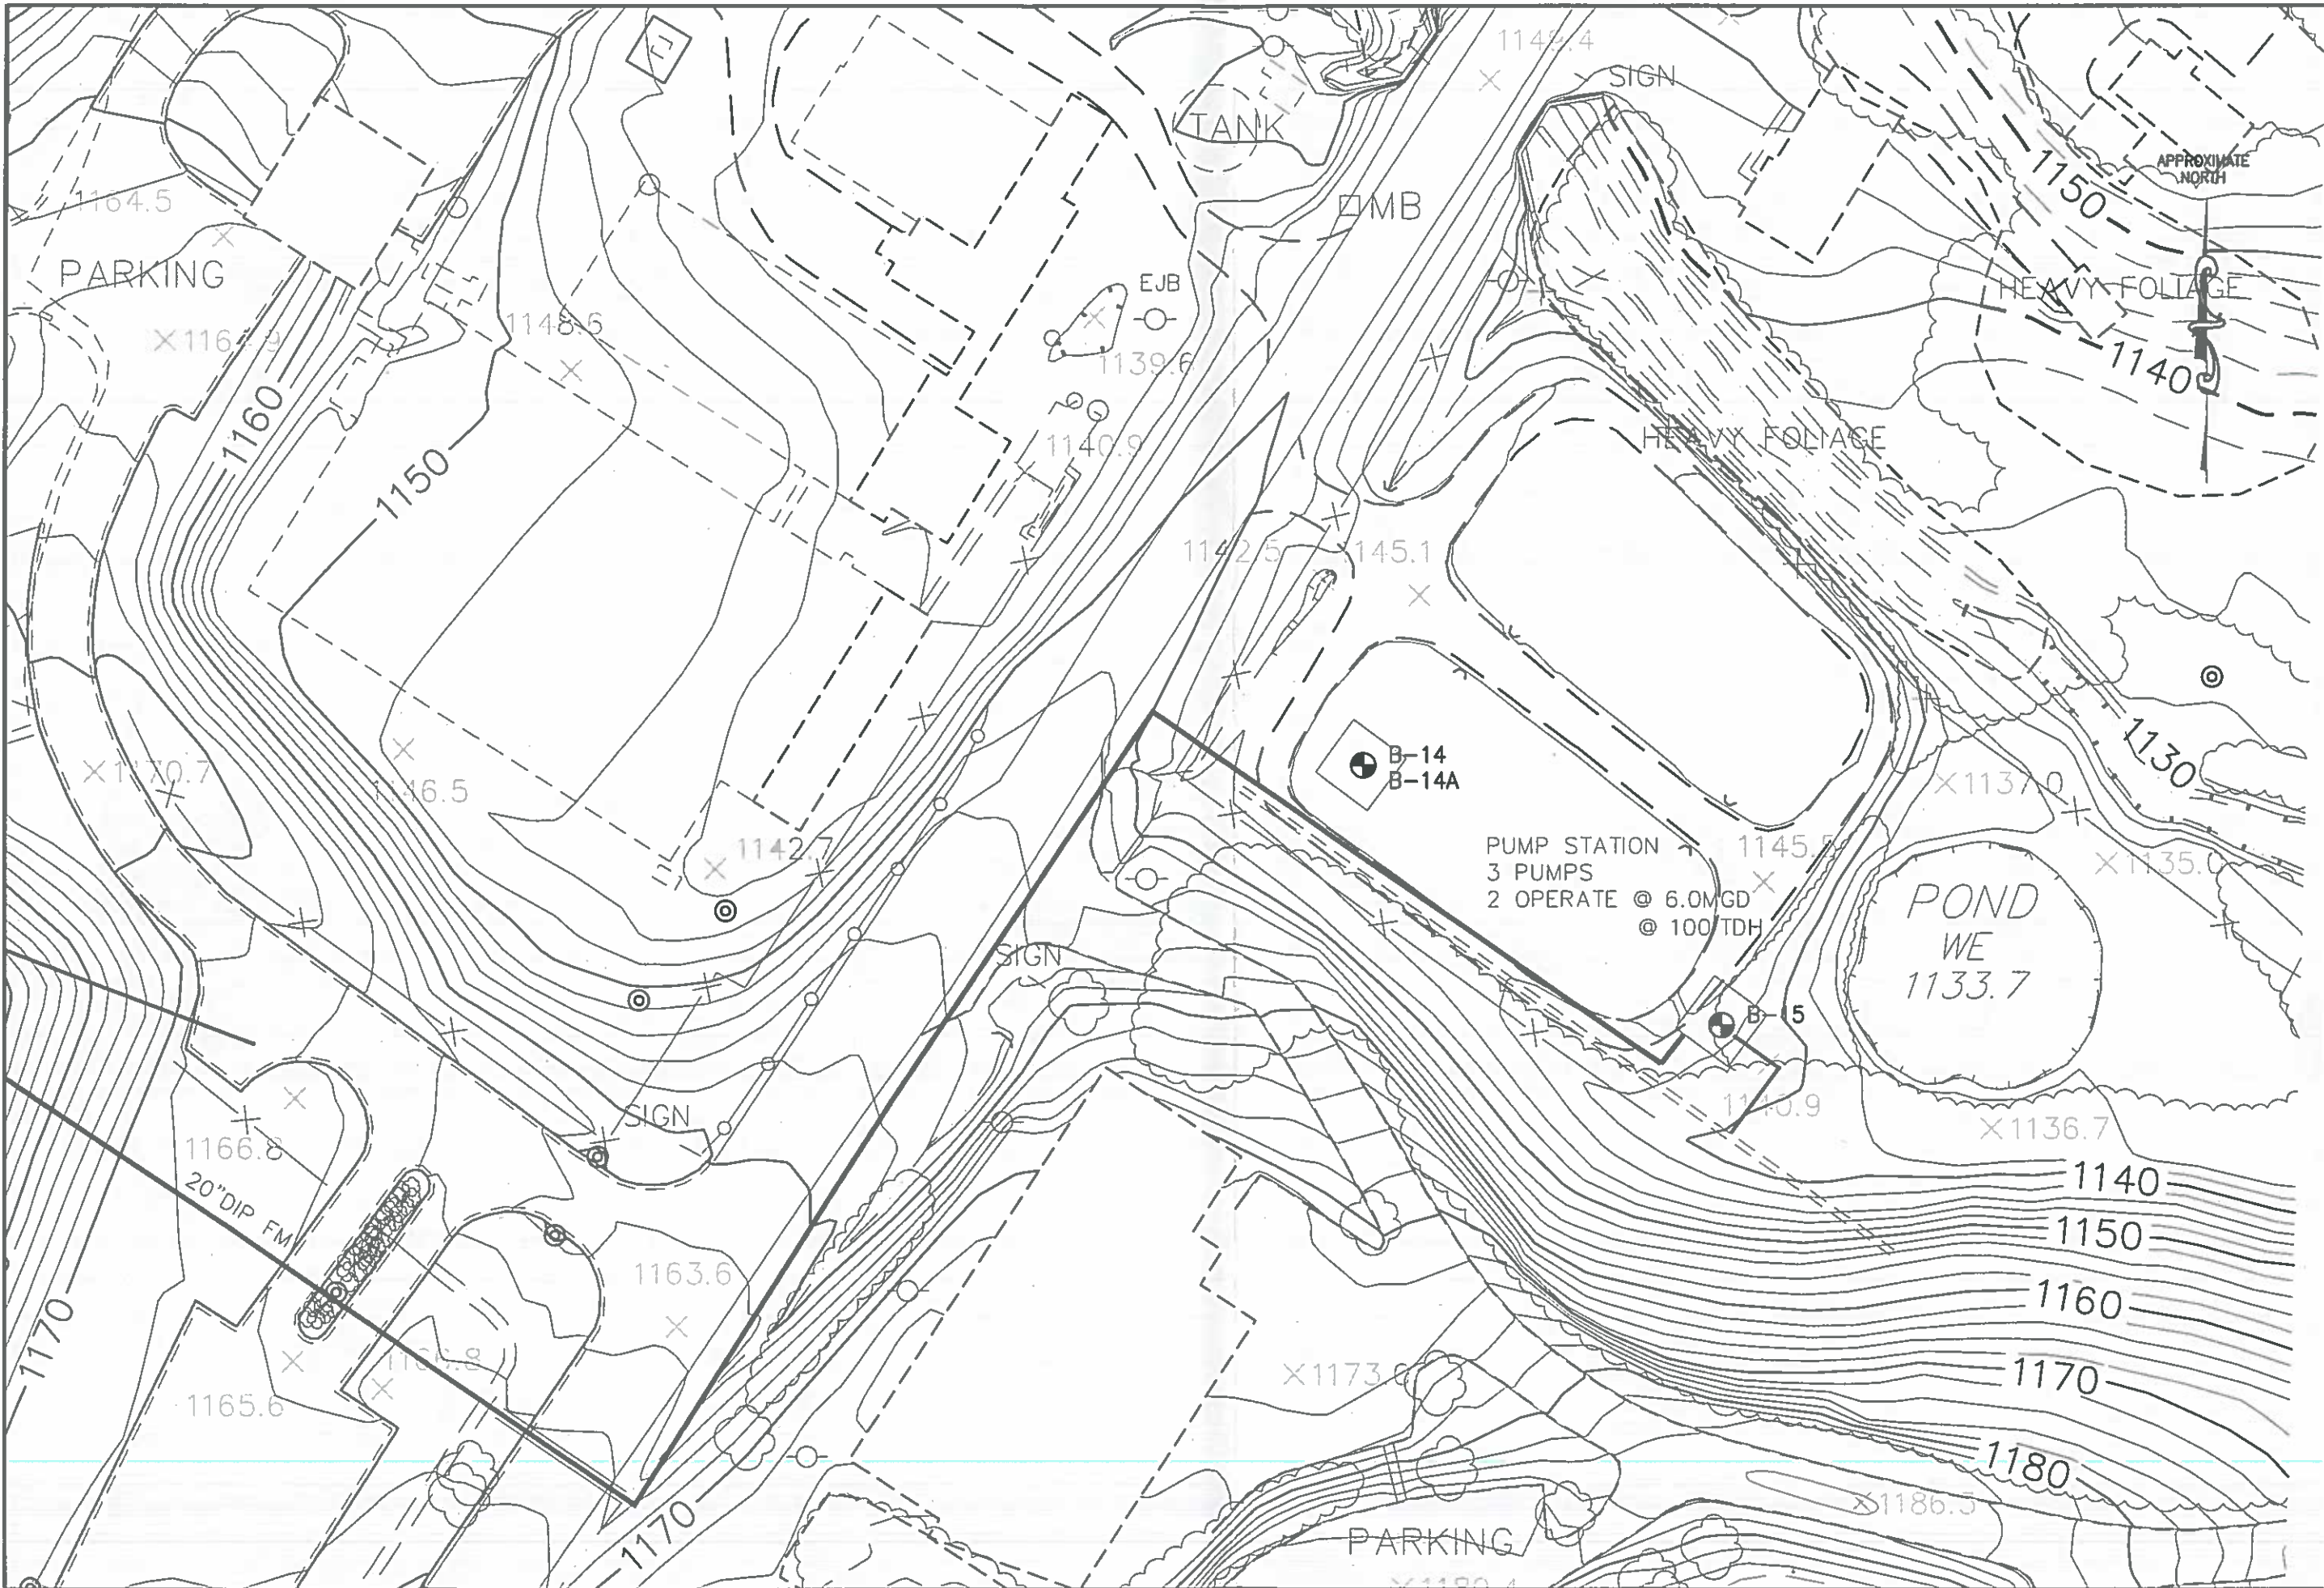 1149.4
SIGN
TANK
APPROXIMATE
NORTH
1150
1164.5
MB
PARKING
EJB
HEAVY FOLIAGE
1148.6
1139.6
1140
1160
1140.9
HEAVY FOLIAGE
1150
1142.5
1145.1
1130
B-14
B-14A
1170.7
1146.5
1137.0
PUMP STATION
3 PUMPS
2 OPERATE @ 6.0MGD
@ 100'TDH
1142.7
1135.0
POND
WE
1133.7
SIGN
B-15
SIGN
1140.9
1136.7
1166.8
1140
20"DIP FM
1150
1163.6
1160
1170
1170
1165.6
1180
1186.5
1170
PARKING